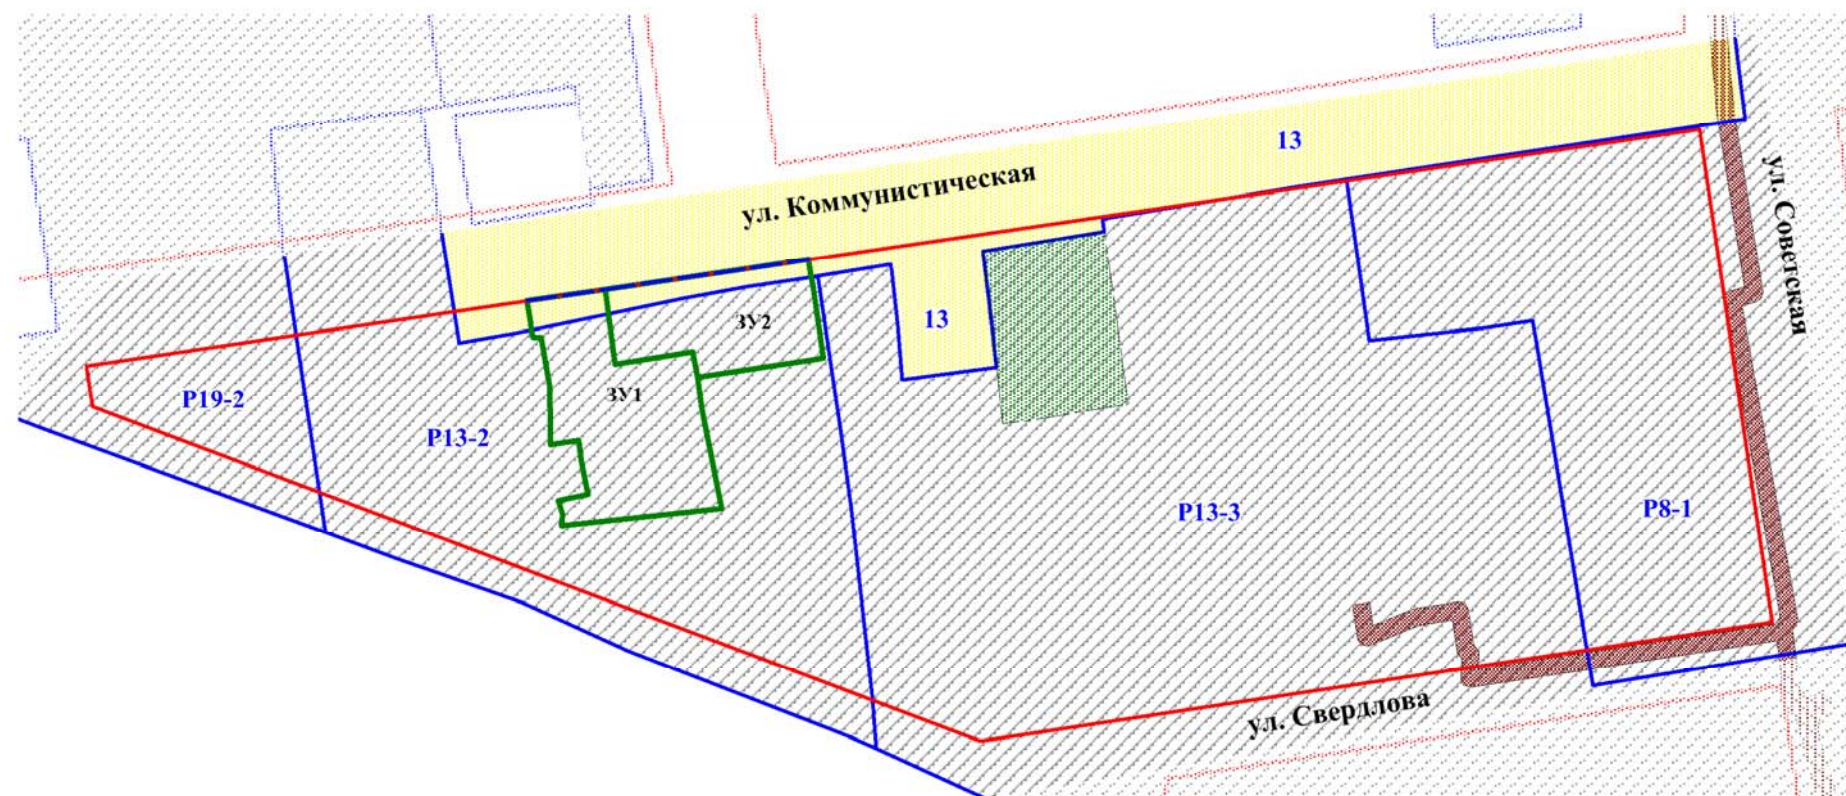 13
ул. Коммунистическая
ул. Советская
13
ЗУ2
ЗУ1
Р19-2
Р13-2
Р13-3
Р8-1
ул. Свердлова